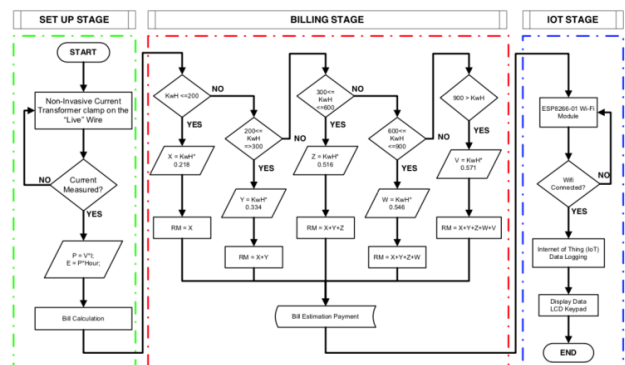 SET UP STAGE
BILLING STAGE
IOT STAGE
START
Non-Invasive Current
Transformer clamp on the
"Live" Wire
NO
Current
Measured?
YES
P = V*I;
E = P*Hour;
Bill Calculation
KwH <=200
NO
YES
X = KwH*
0.218
RM = X
200<=
KwH
<=300
NO
YES
Y = KwH*
0.334
RM = X+Y
300<=
KwH
<=600
NO
YES
Z = KwH*
0.516
RM = X+Y+Z
600<=
KwH
<=900
NO
YES
W = KwH*
0.546
RM = X+Y+Z+W
900 > KwH
YES
V = KwH*
0.571
RM = X+Y+Z+W+V
Bill Estimation Payment
ESP8266-01 Wi-Fi
Module
Wifi
Connected?
NO
YES
Internet of Thing (IoT)
Data Logging
Display Data
LCD Keypad
END